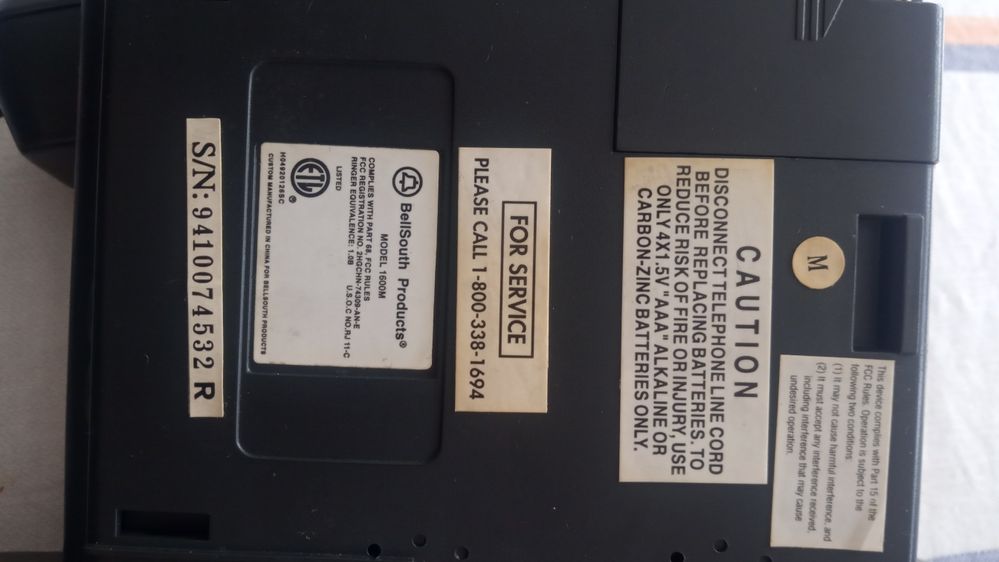 This device complies with Part 15 of the
FCC Rules. Operation is subject to the
following two conditions:
(1) It may not cause harmful interference, and
(2) It must accept any interference received,
including interference that may cause
undesired operation.
M
CAUTION
DISCONNECT TELEPHONE LINE CORD
BEFORE REPLACING BATTERIES. TO
REDUCE RISK OF FIRE OR INJURY, USE
ONLY 4X1.5V "AAA" ALKALINE OR
CARBON-ZINC BATTERIES ONLY.
FOR SERVICE
PLEASE CALL 1-800-338-1694
BellSouth Products®
MODEL 1600M
COMPLIES WITH PART 68, FCC RULES
FCC REGISTRATION NO. 2HGCHN-74309-AN-E
RINGER EQUIVALENCE: 1.0B U.S.O.C NO. RJ 11-C
ETL®
LISTED
H04920126SC
CUSTOM MANUFACTURED IN CHINA FOR BELLSOUTH PRODUCTS
S/N: 9410074532 R